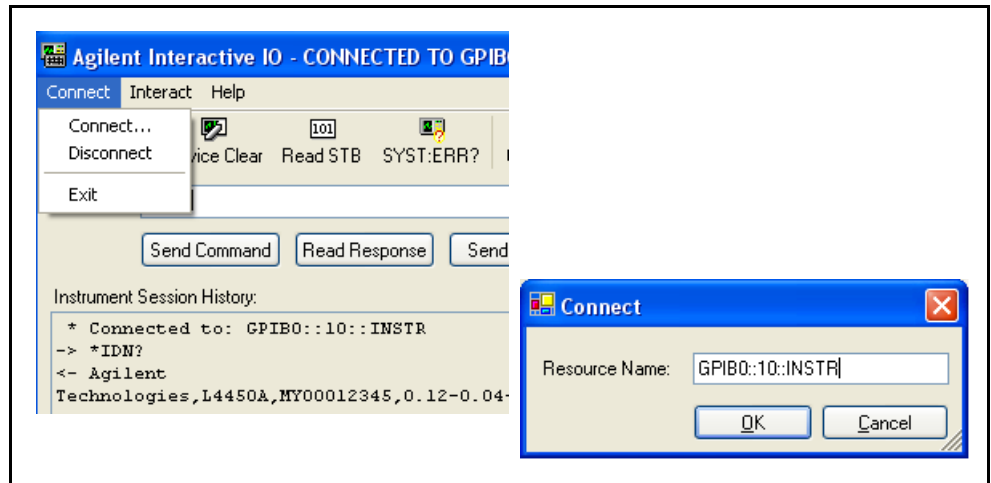 Agilent Interactive IO - CONNECTED TO GPIB
Connect Interact Help
Connect...
Disconnect
Exit
Clear Read STB SYST:ERR?
Send Command Read Response Send
Instrument Session History:
* Connected to: GPIB0::10::INSTR
-> *IDN?
<- Agilent
Technologies,L4450A,MY00012345,0.12-0.04-
Connect
Resource Name: GPIB0::10::INSTR
OK Cancel